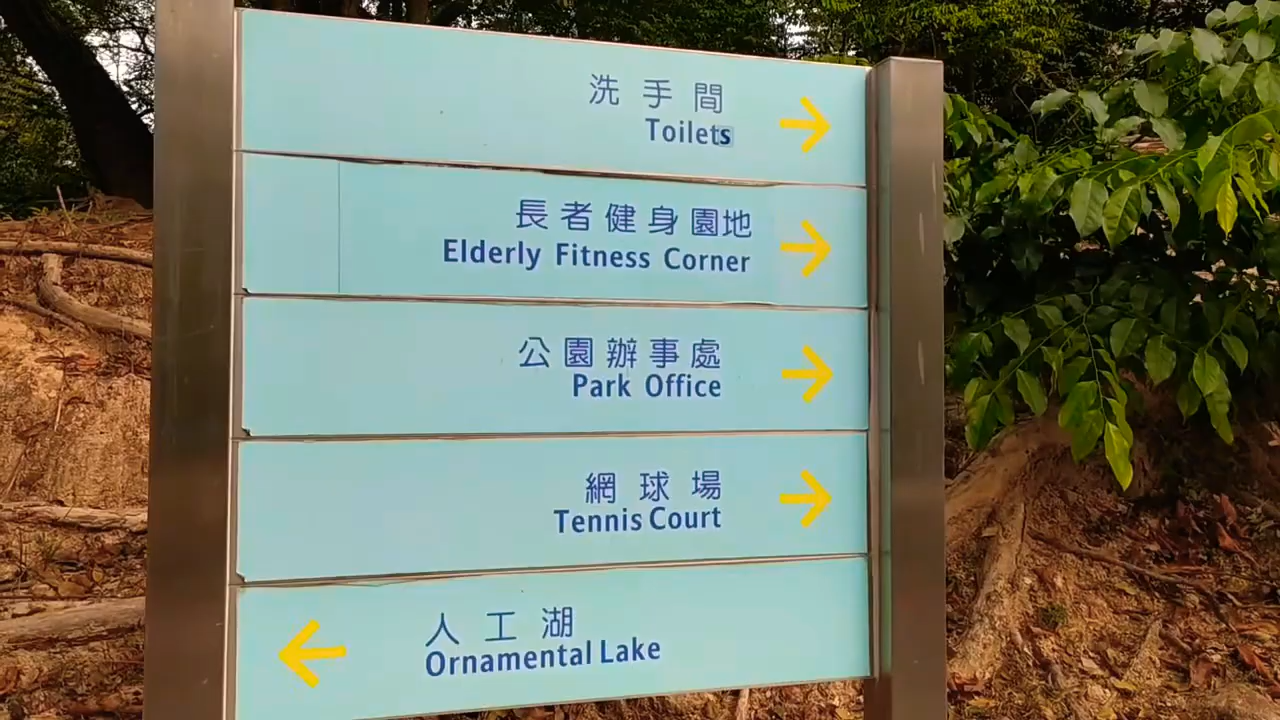 洗手間
Toilets
長者健身園地
Elderly Fitness Corner
公園辦事處
Park Office
網球場
Tennis Court
人工湖
Ornamental Lake